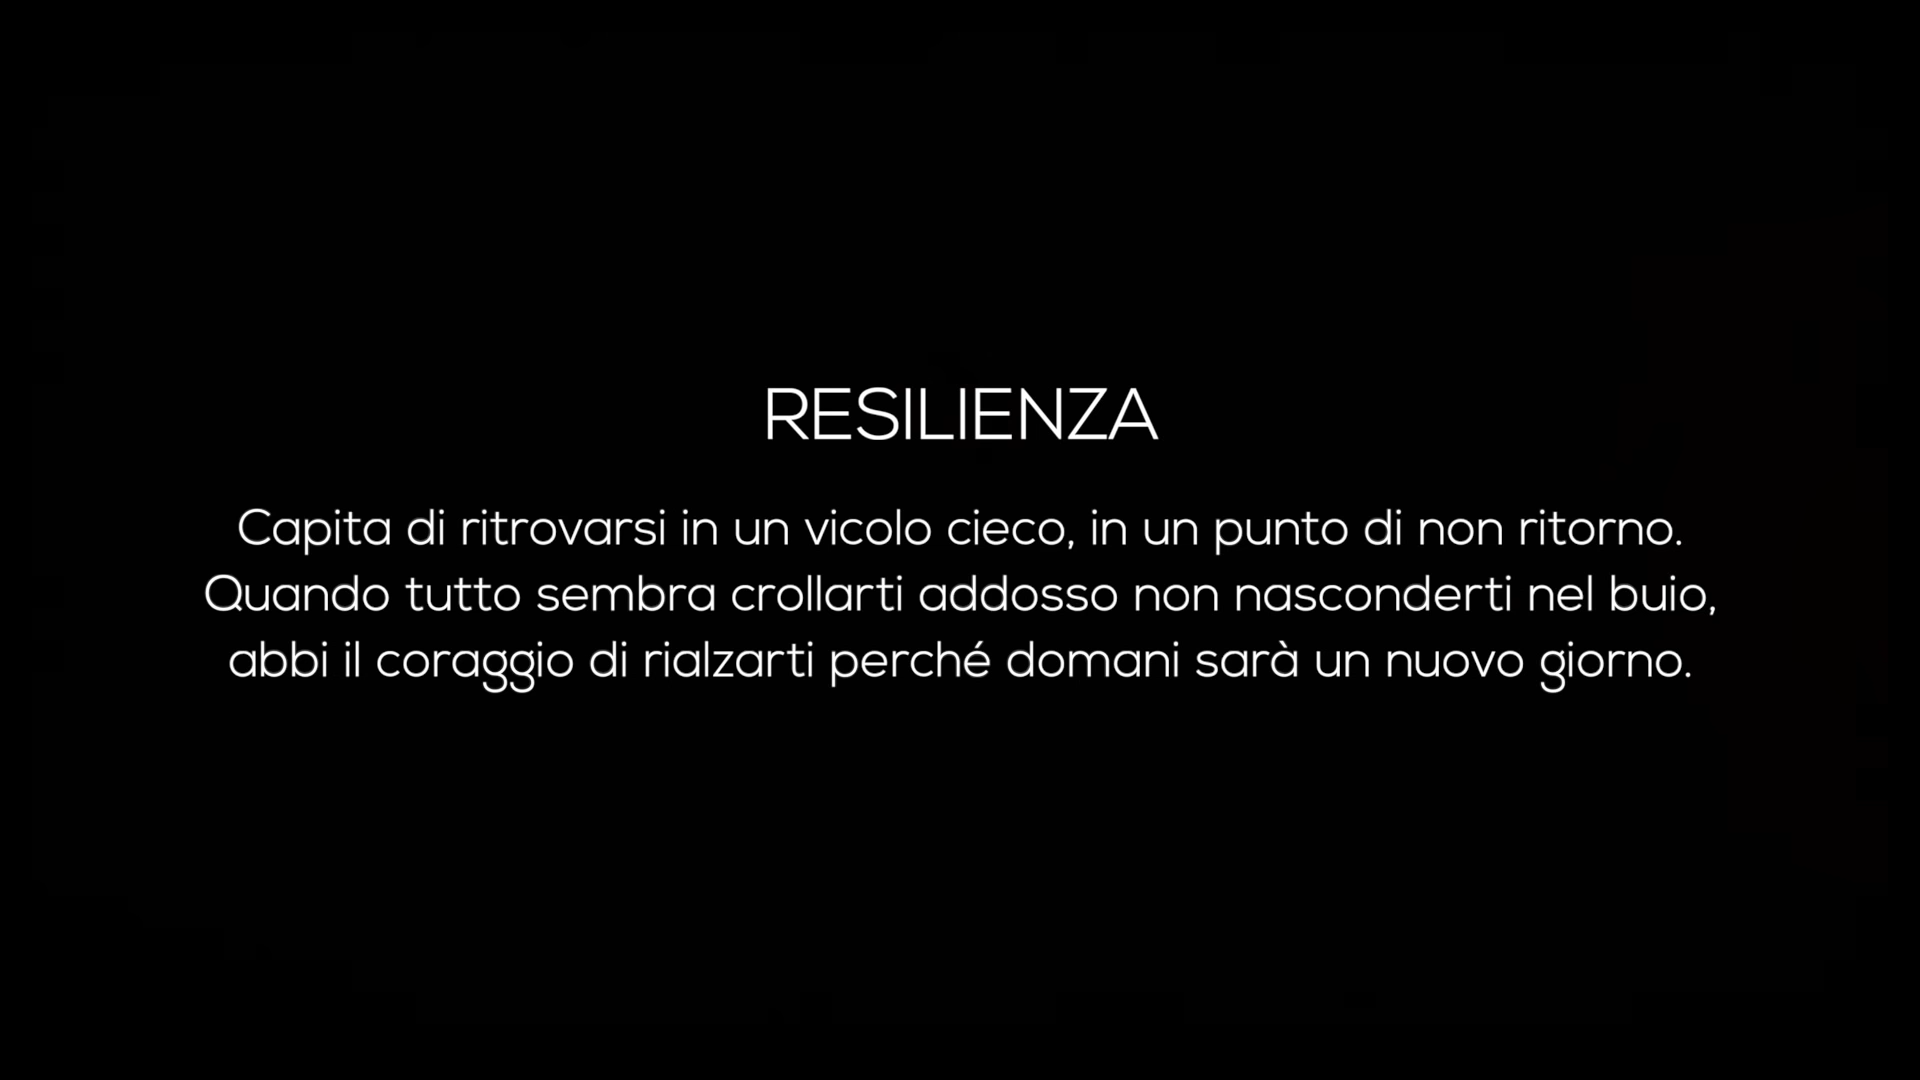 RESILIENZA
Capita di ritrovarsi in un vicolo cieco, in un punto di non ritorno.
Quando tutto sembra crollarti addosso non nasconderti nel buio,
abbi il coraggio di rialzarti perché domani sarà un nuovo giorno.